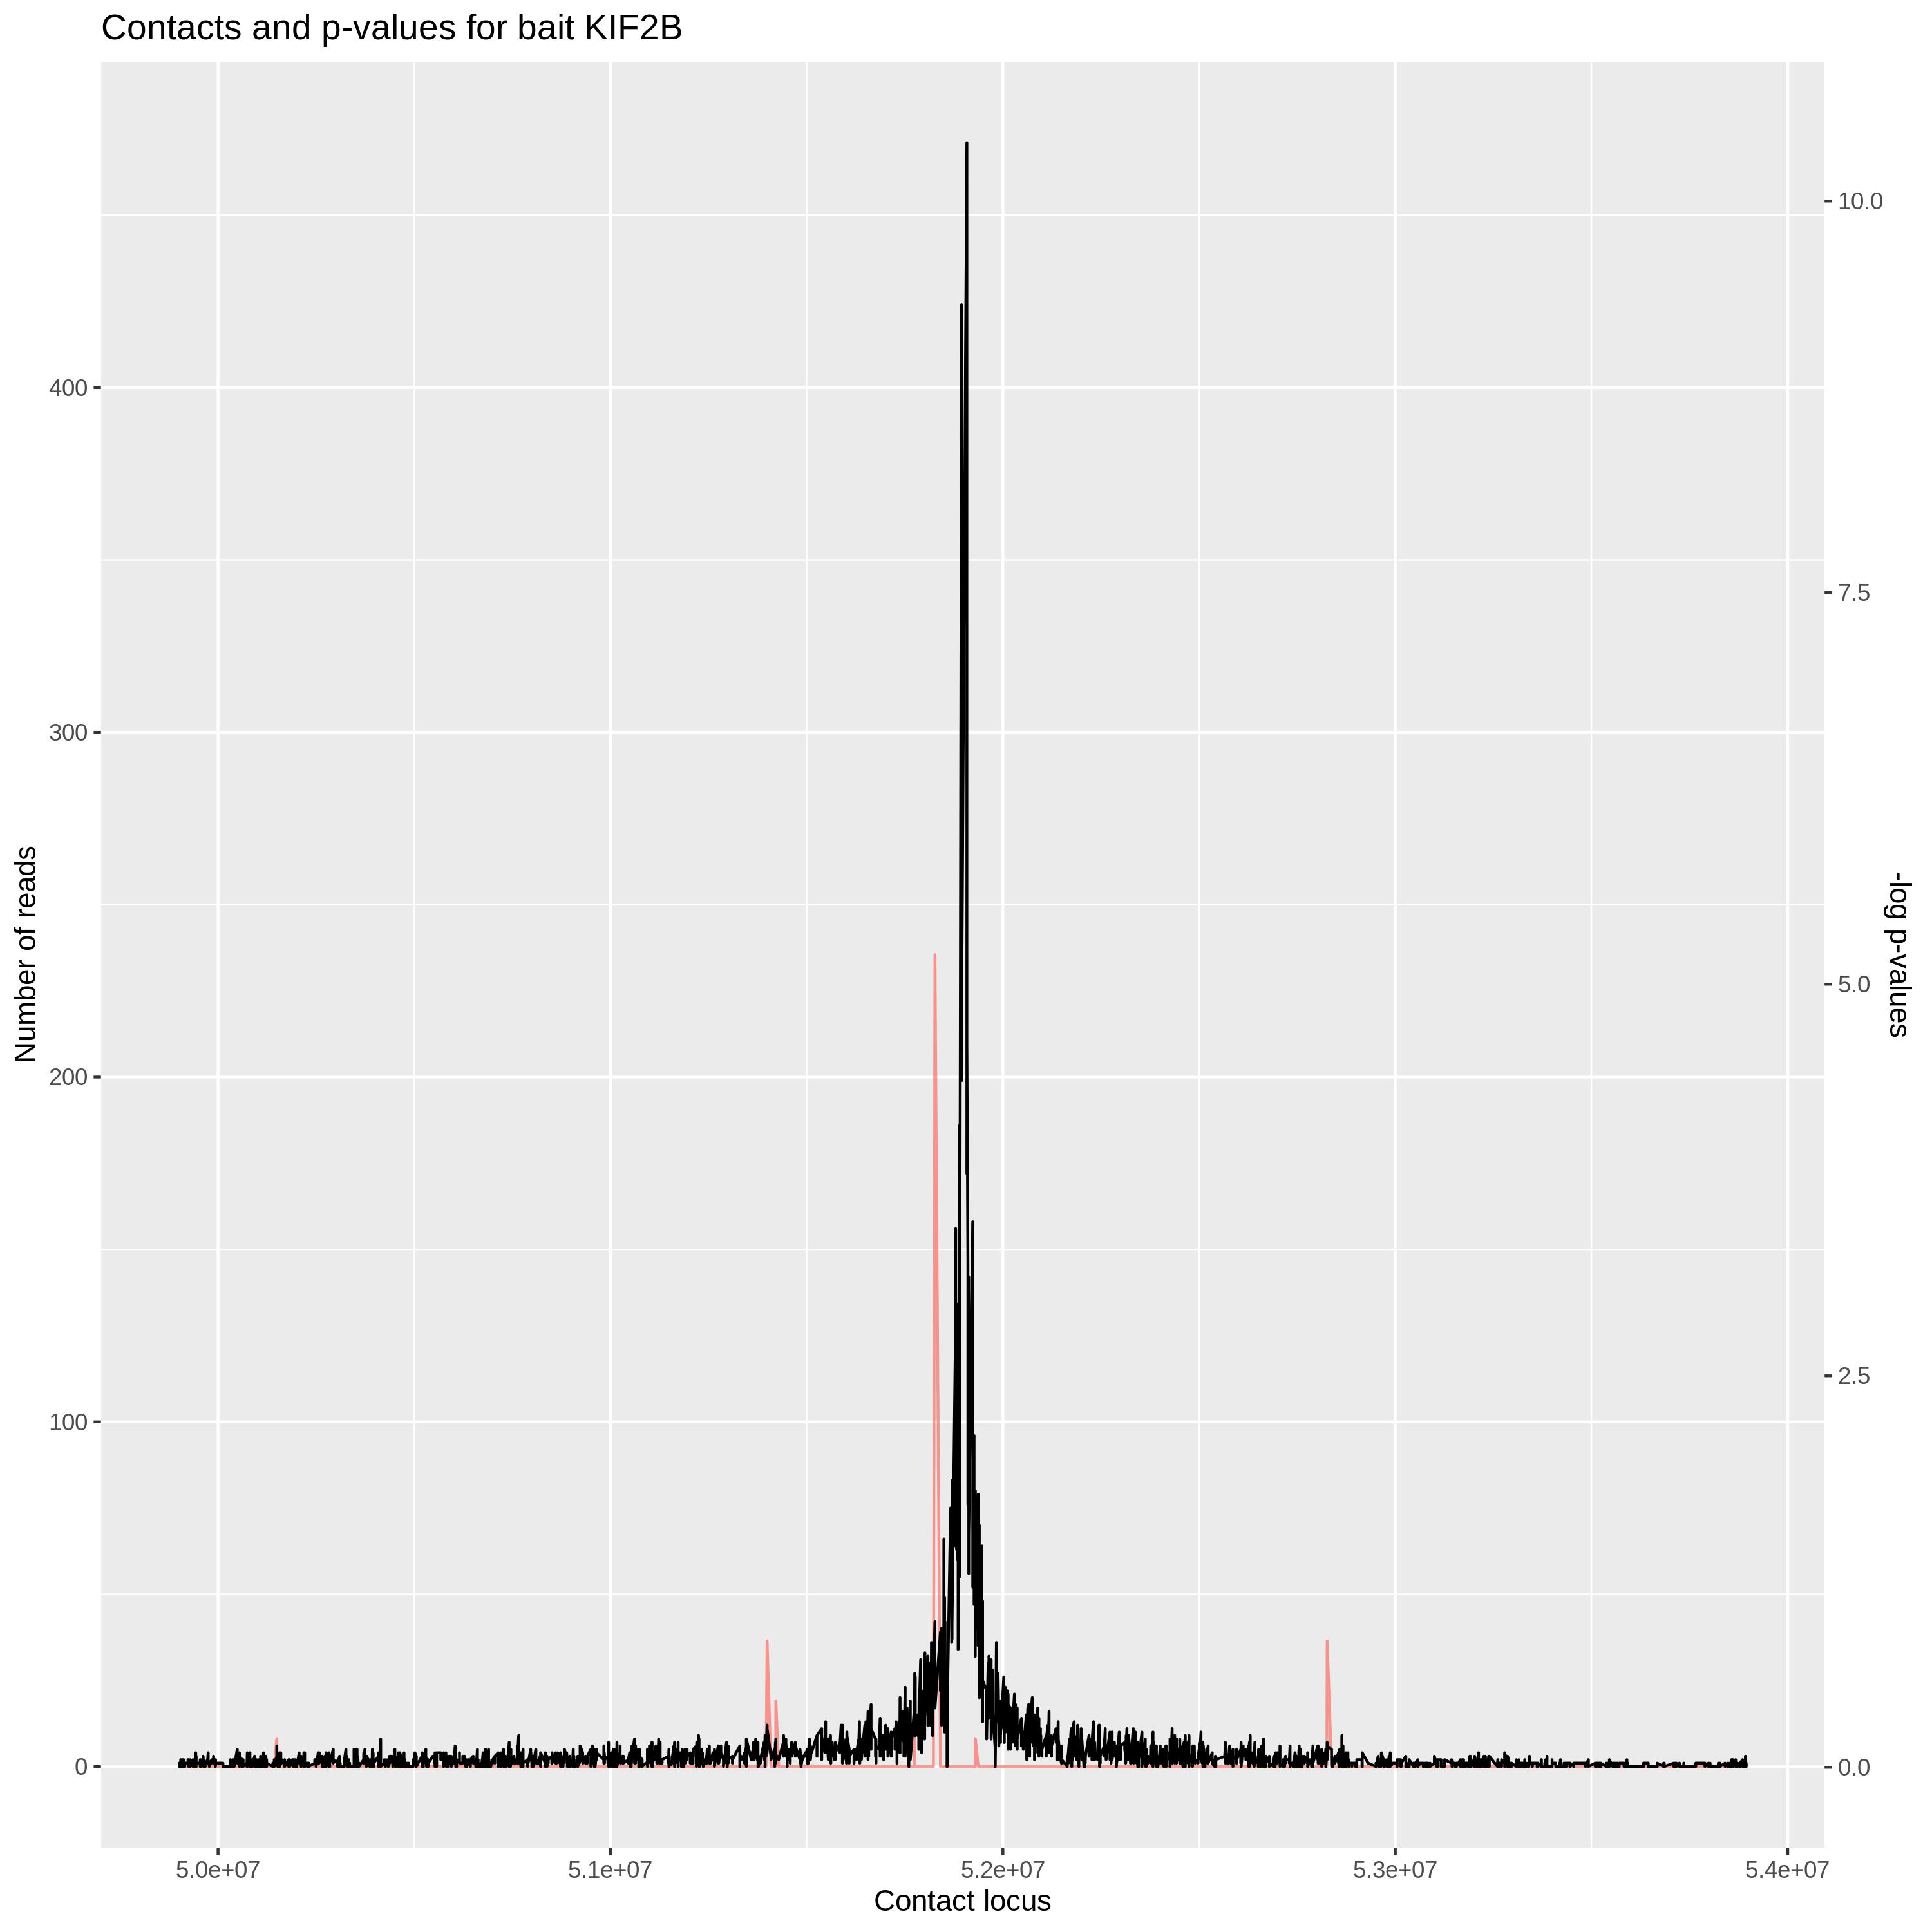 Contacts and p-values for bait KIF2B
Number of reads
400
300
200
100
0
10.0
7.5
5.0
2.5
0.0
-log p-values
5.0e+07
5.1e+07
5.2e+07
5.3e+07
5.4e+07
Contact locus